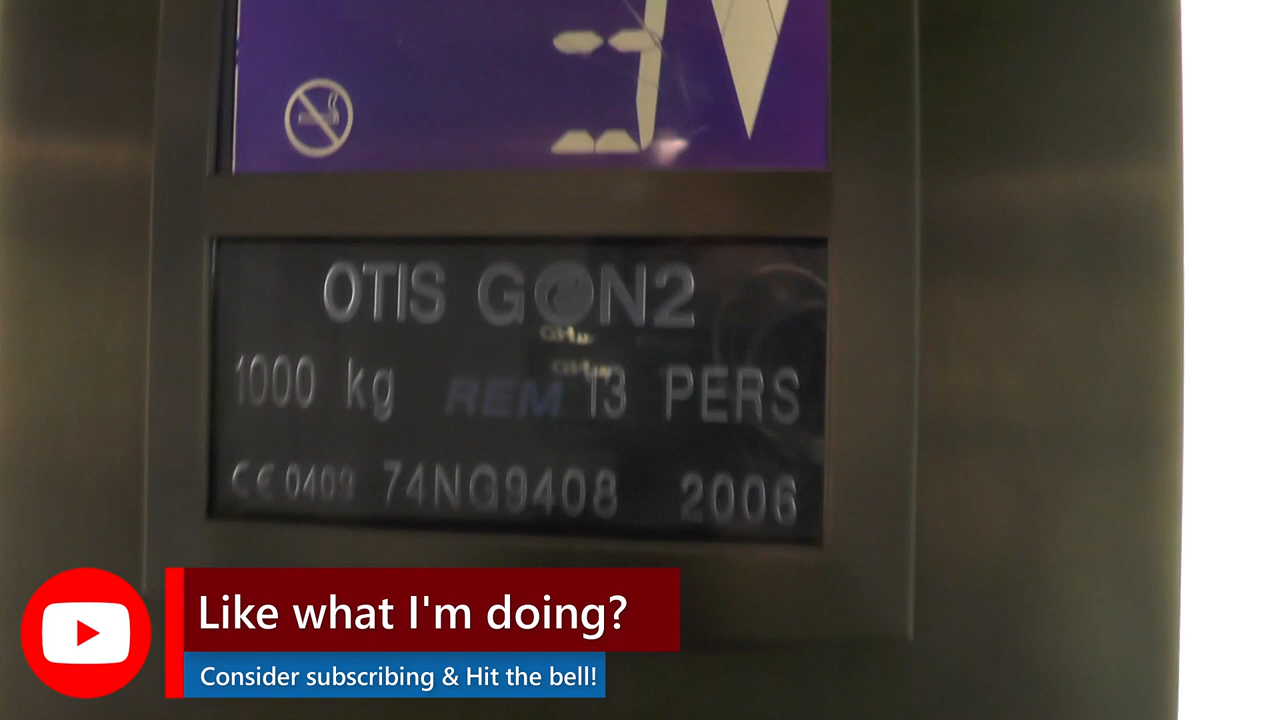 OTIS GEN2
1000 kg REM 13 PERS
CE 0409 74NG9408 2006
Like what I'm doing?
Consider subscribing & Hit the bell!